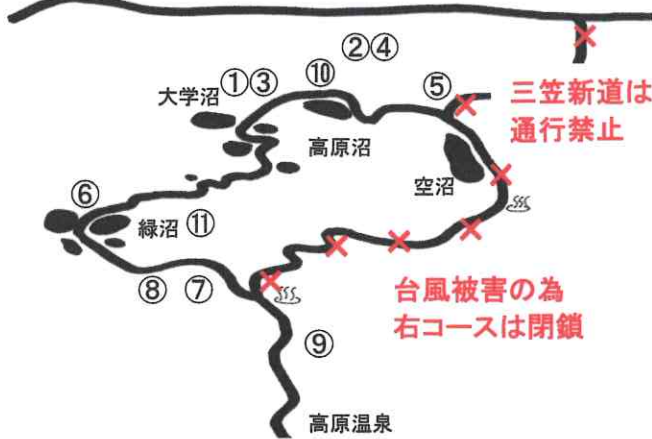 ②④
①③
⑩
⑤
大学沼
三笠新道は
通行禁止
高原沼
空沼
⑥
緑沼
⑪
台風被害の為
右コースは閉鎖
⑧
⑦
⑨
高原温泉